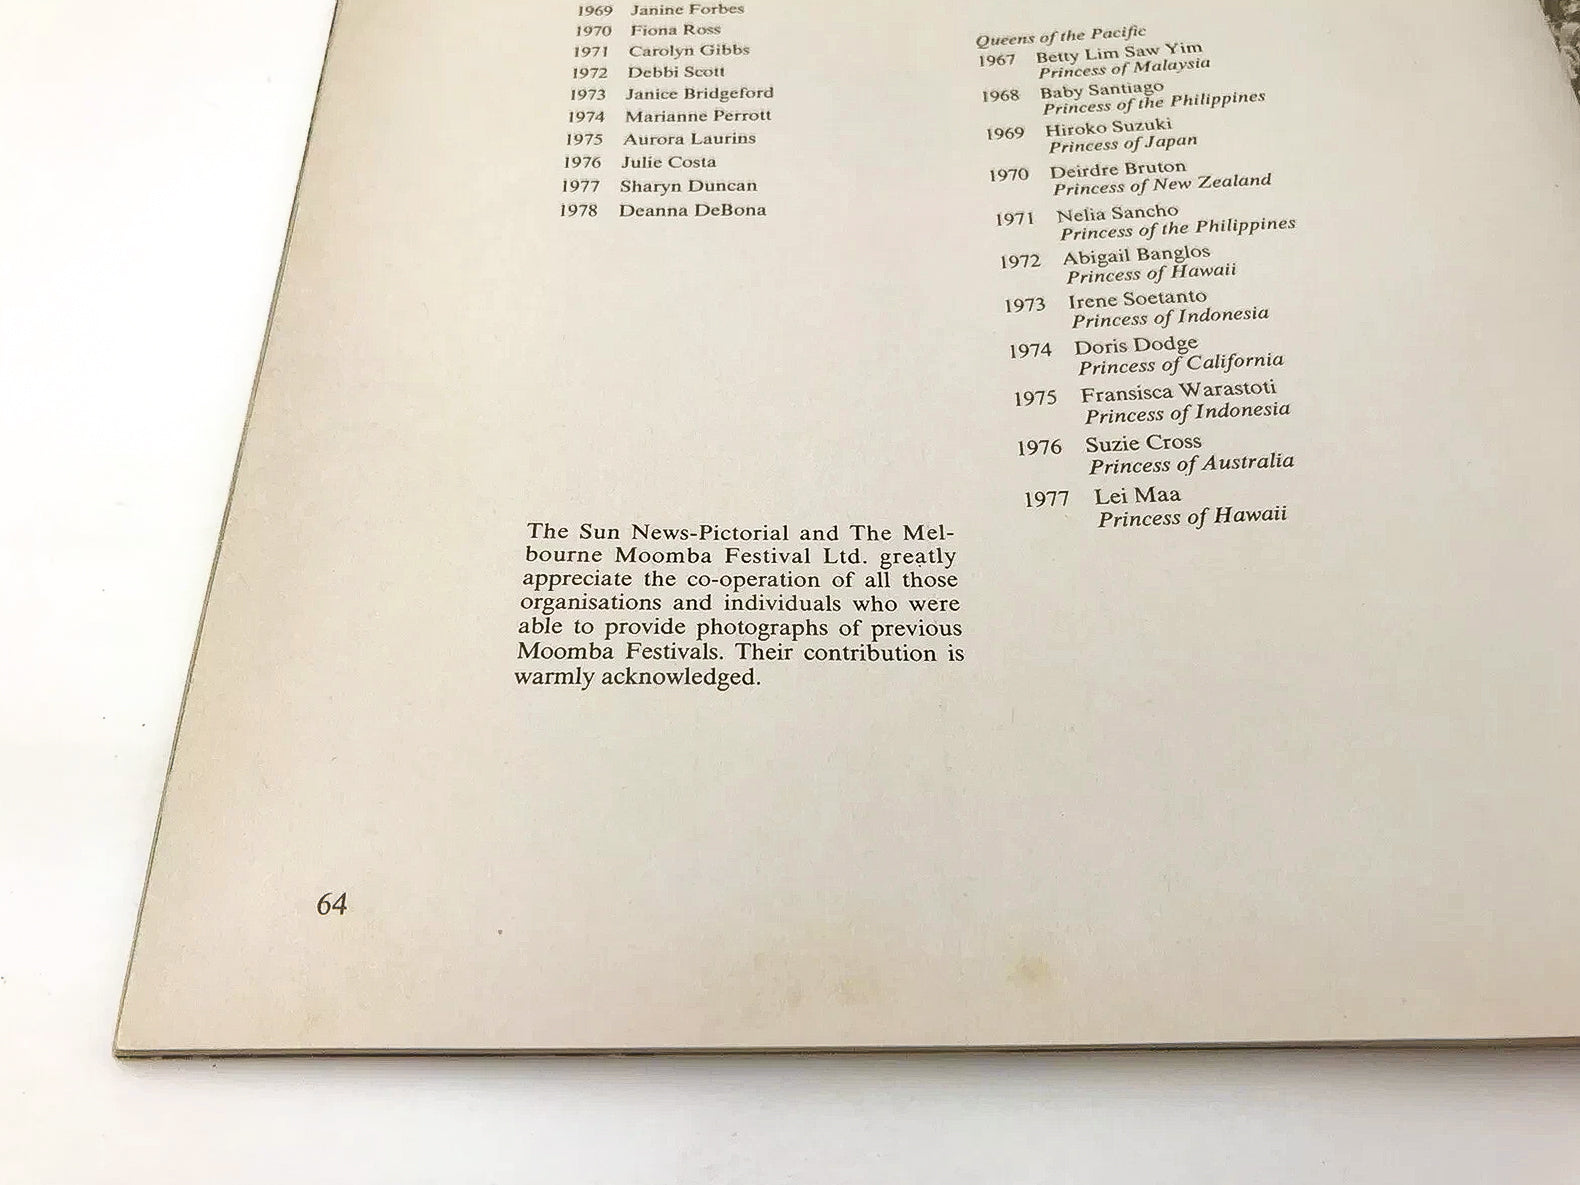 1969 Janine Forbes
1970 Fiona Ross
1971 Carolyn Gibbs
1972 Debbi Scott
1973 Janice Bridgeford
1974 Marianne Perrott
1975 Aurora Laurins
1976 Julie Costa
1977 Sharyn Duncan
1978 Deanna DeBona
The Sun News-Pictorial and The Mel-
bourne Moomba Festival Ltd. greatly
appreciate the co-operation of all those
organisations and individuals who were
able to provide photographs of previous
Moomba Festivals. Their contribution is
warmly acknowledged.
Queens of the Pacific
1967 Betty Lim Saw Yim
Princess of Malaysia
1968 Baby Santiago
Princess of the Philippines
1969 Hiroko Suzuki
Princess of Japan
1970 Deirdre Bruton
Princess of New Zealand
1971 Nelia Sancho
Princess of the Philippines
1972 Abigail Banglos
Princess of Hawaii
1973 Irene Soetanto
Princess of Indonesia
1974 Doris Dodge
Princess of California
1975 Fransisca Warastoti
Princess of Indonesia
1976 Suzie Cross
Princess of Australia
1977 Lei Maa
Princess of Hawaii
64